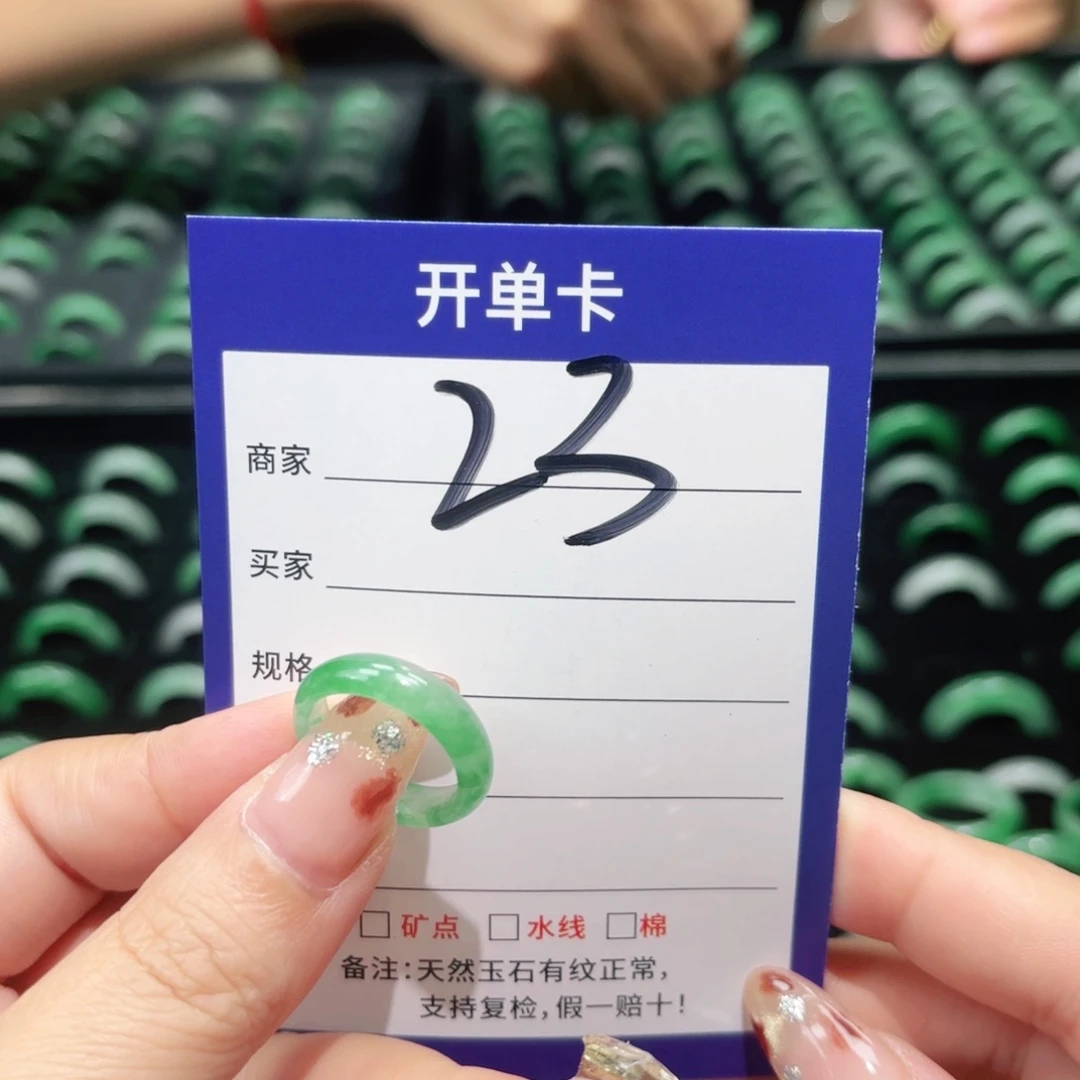 开单卡
商家 23
买家
规格
□ 矿点 □ 水线 □ 棉
备注：天然玉石有纹正常，
支持复检，假一赔十！